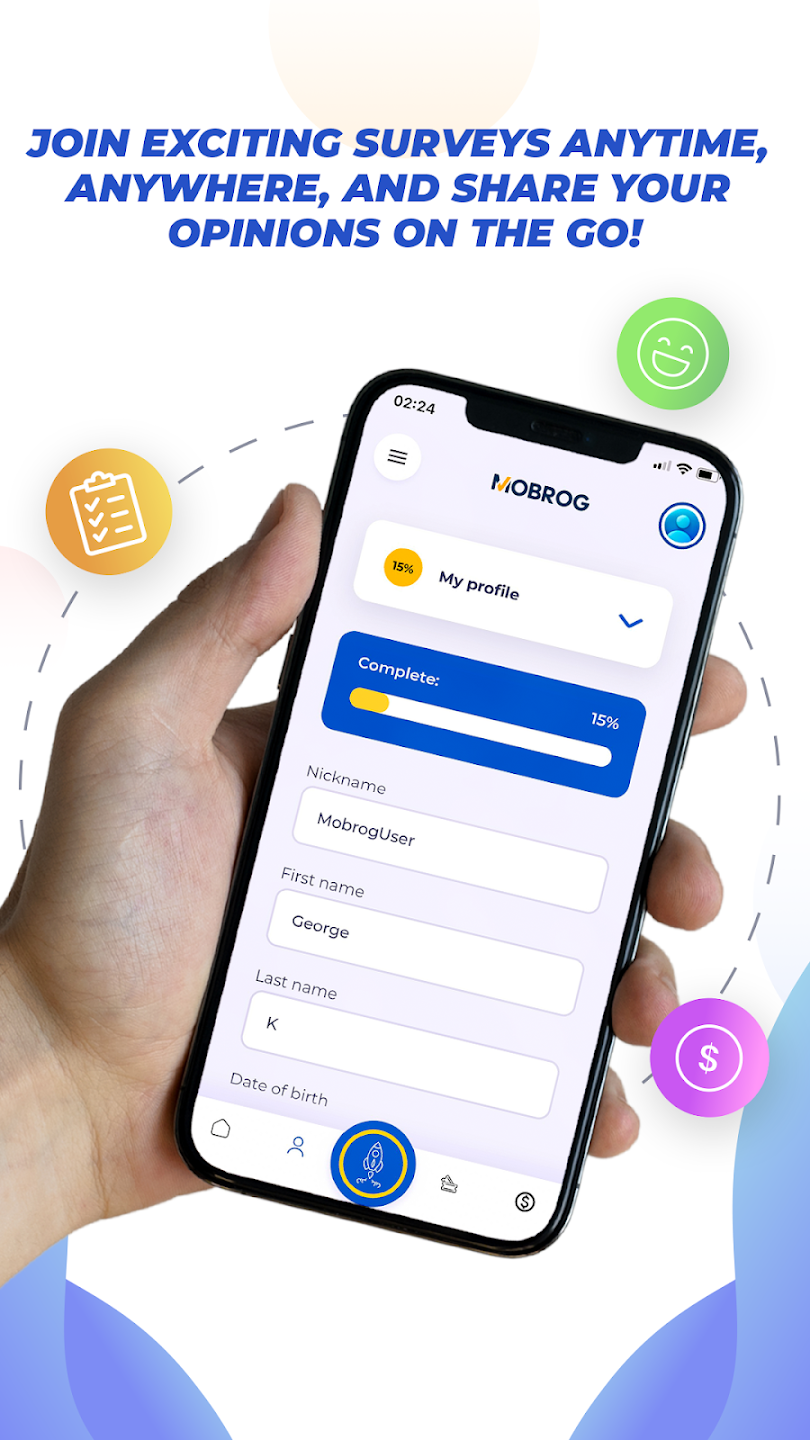 JOIN EXCITING SURVEYS ANYTIME,
ANYWHERE, AND SHARE YOUR
OPINIONS ON THE GO!
02:24
MOBROG
15%
My profile
Complete:
15%
Nickname
MobrogUser
First name
George
Last name
K
Date of birth
$
$